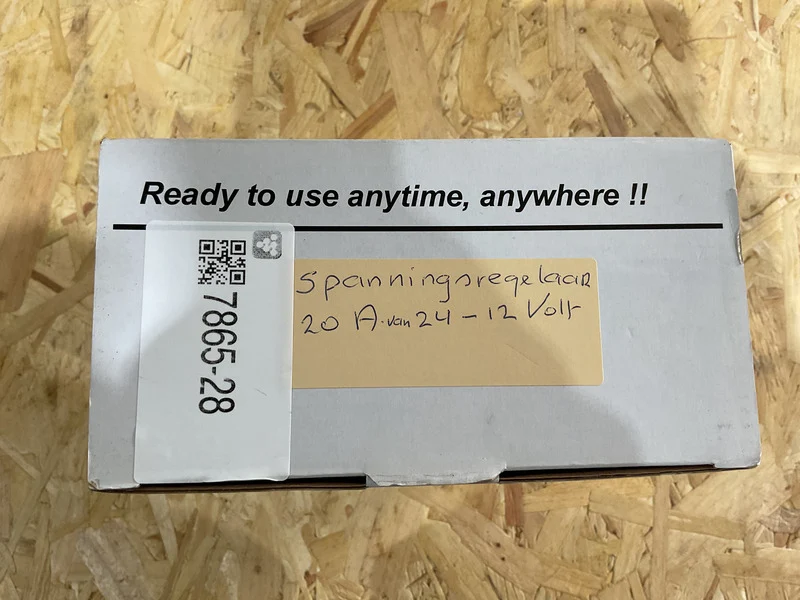 Ready to use anytime, anywhere !!
7865-28
Spanningsregelaar
20 A. van 24 - 12 Volt